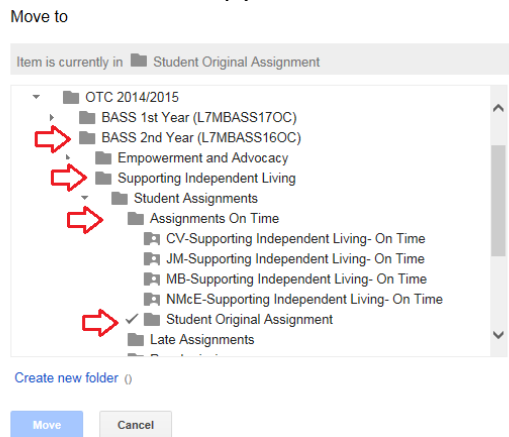 Move to
Item is currently in Student Original Assignment
OTC 2014/2015
BASS 1st Year (L7MBASS17OC)
BASS 2nd Year (L7MBASS16OC)
Empowerment and Advocacy
Supporting Independent Living
Student Assignments
Assignments On Time
CV-Supporting Independent Living- On Time
JM-Supporting Independent Living- On Time
MB-Supporting Independent Living- On Time
NMcE-Supporting Independent Living- On Time
Student Original Assignment
Late Assignments
Create new folder ()
Move Cancel